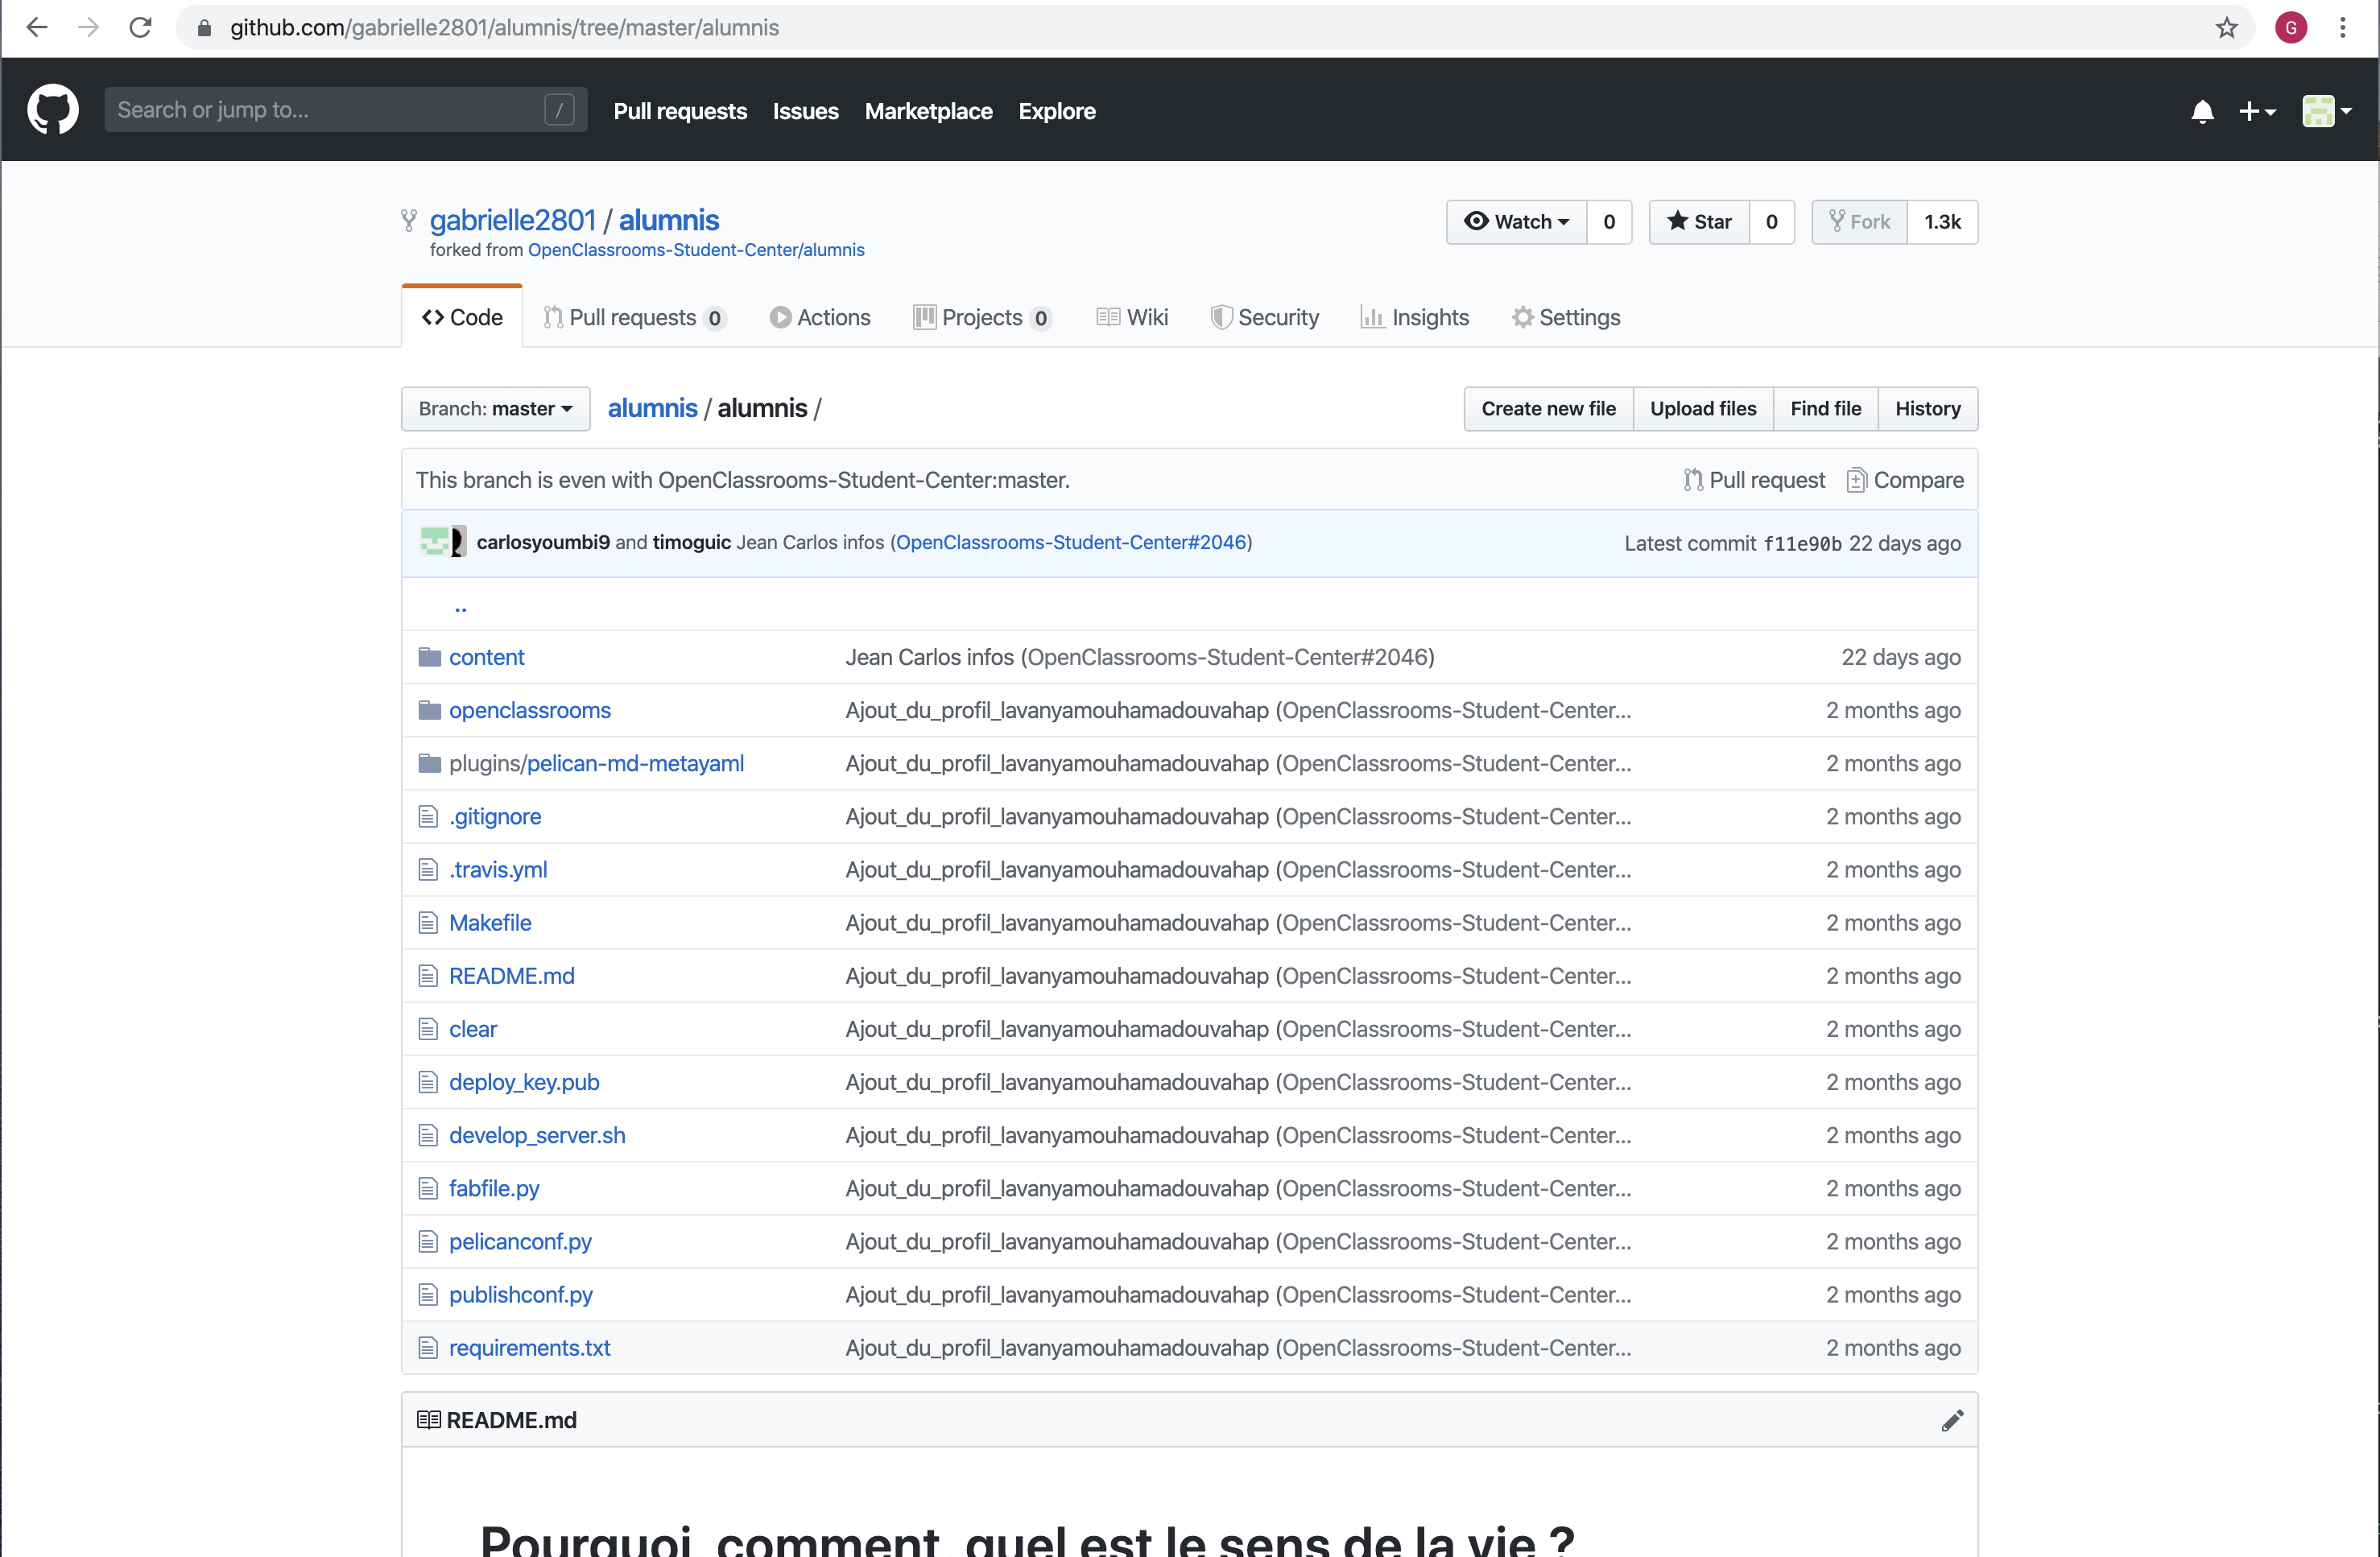 github.com/gabrielle2801/alumnis/tree/master/alumnis
G
Search or jump to... /
Pull requests Issues Marketplace Explore
gabrielle2801 / alumnis
Watch 0 Star 0 Fork 1.3k
forked from OpenClassrooms-Student-Center/alumnis
Code Pull requests 0 Actions Projects 0 Wiki Security Insights Settings
Branch: master alumnis / alumnis / Create new file Upload files Find file History
This branch is even with OpenClassrooms-Student-Center:master. Pull request Compare
carlosyoumbi9 and timoguic Jean Carlos infos (OpenClassrooms-Student-Center#2046) Latest commit f11e90b 22 days ago
..
content Jean Carlos infos (OpenClassrooms-Student-Center#2046) 22 days ago
openclassrooms Ajout_du_profil_lavanyamouhamadouvahap (OpenClassrooms-Student-Center... 2 months ago
plugins/pelican-md-metayaml Ajout_du_profil_lavanyamouhamadouvahap (OpenClassrooms-Student-Center... 2 months ago
.gitignore Ajout_du_profil_lavanyamouhamadouvahap (OpenClassrooms-Student-Center... 2 months ago
.travis.yml Ajout_du_profil_lavanyamouhamadouvahap (OpenClassrooms-Student-Center... 2 months ago
Makefile Ajout_du_profil_lavanyamouhamadouvahap (OpenClassrooms-Student-Center... 2 months ago
README.md Ajout_du_profil_lavanyamouhamadouvahap (OpenClassrooms-Student-Center... 2 months ago
clear Ajout_du_profil_lavanyamouhamadouvahap (OpenClassrooms-Student-Center... 2 months ago
deploy_key.pub Ajout_du_profil_lavanyamouhamadouvahap (OpenClassrooms-Student-Center... 2 months ago
develop_server.sh Ajout_du_profil_lavanyamouhamadouvahap (OpenClassrooms-Student-Center... 2 months ago
fabfile.py Ajout_du_profil_lavanyamouhamadouvahap (OpenClassrooms-Student-Center... 2 months ago
pelicanconf.py Ajout_du_profil_lavanyamouhamadouvahap (OpenClassrooms-Student-Center... 2 months ago
publishconf.py Ajout_du_profil_lavanyamouhamadouvahap (OpenClassrooms-Student-Center... 2 months ago
requirements.txt Ajout_du_profil_lavanyamouhamadouvahap (OpenClassrooms-Student-Center... 2 months ago
README.md
Pourquoi, comment, quel est le sens de la vie ?